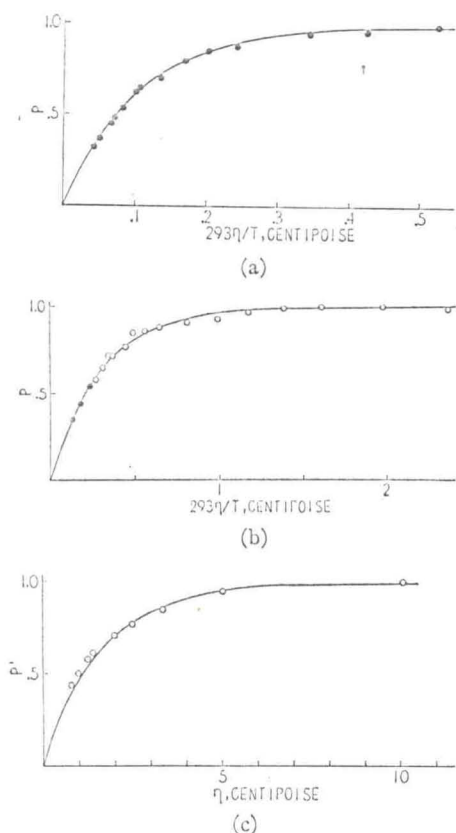 1.0
P
.5
.1 .2 .3 .4 .5
293η/T, CENTIPOISE
(a)
1.0
P
.5
1 2
293η/T, CENTIPOISE
(b)
1.0
P'
.5
5 10
η, CENTIPOISE
(c)